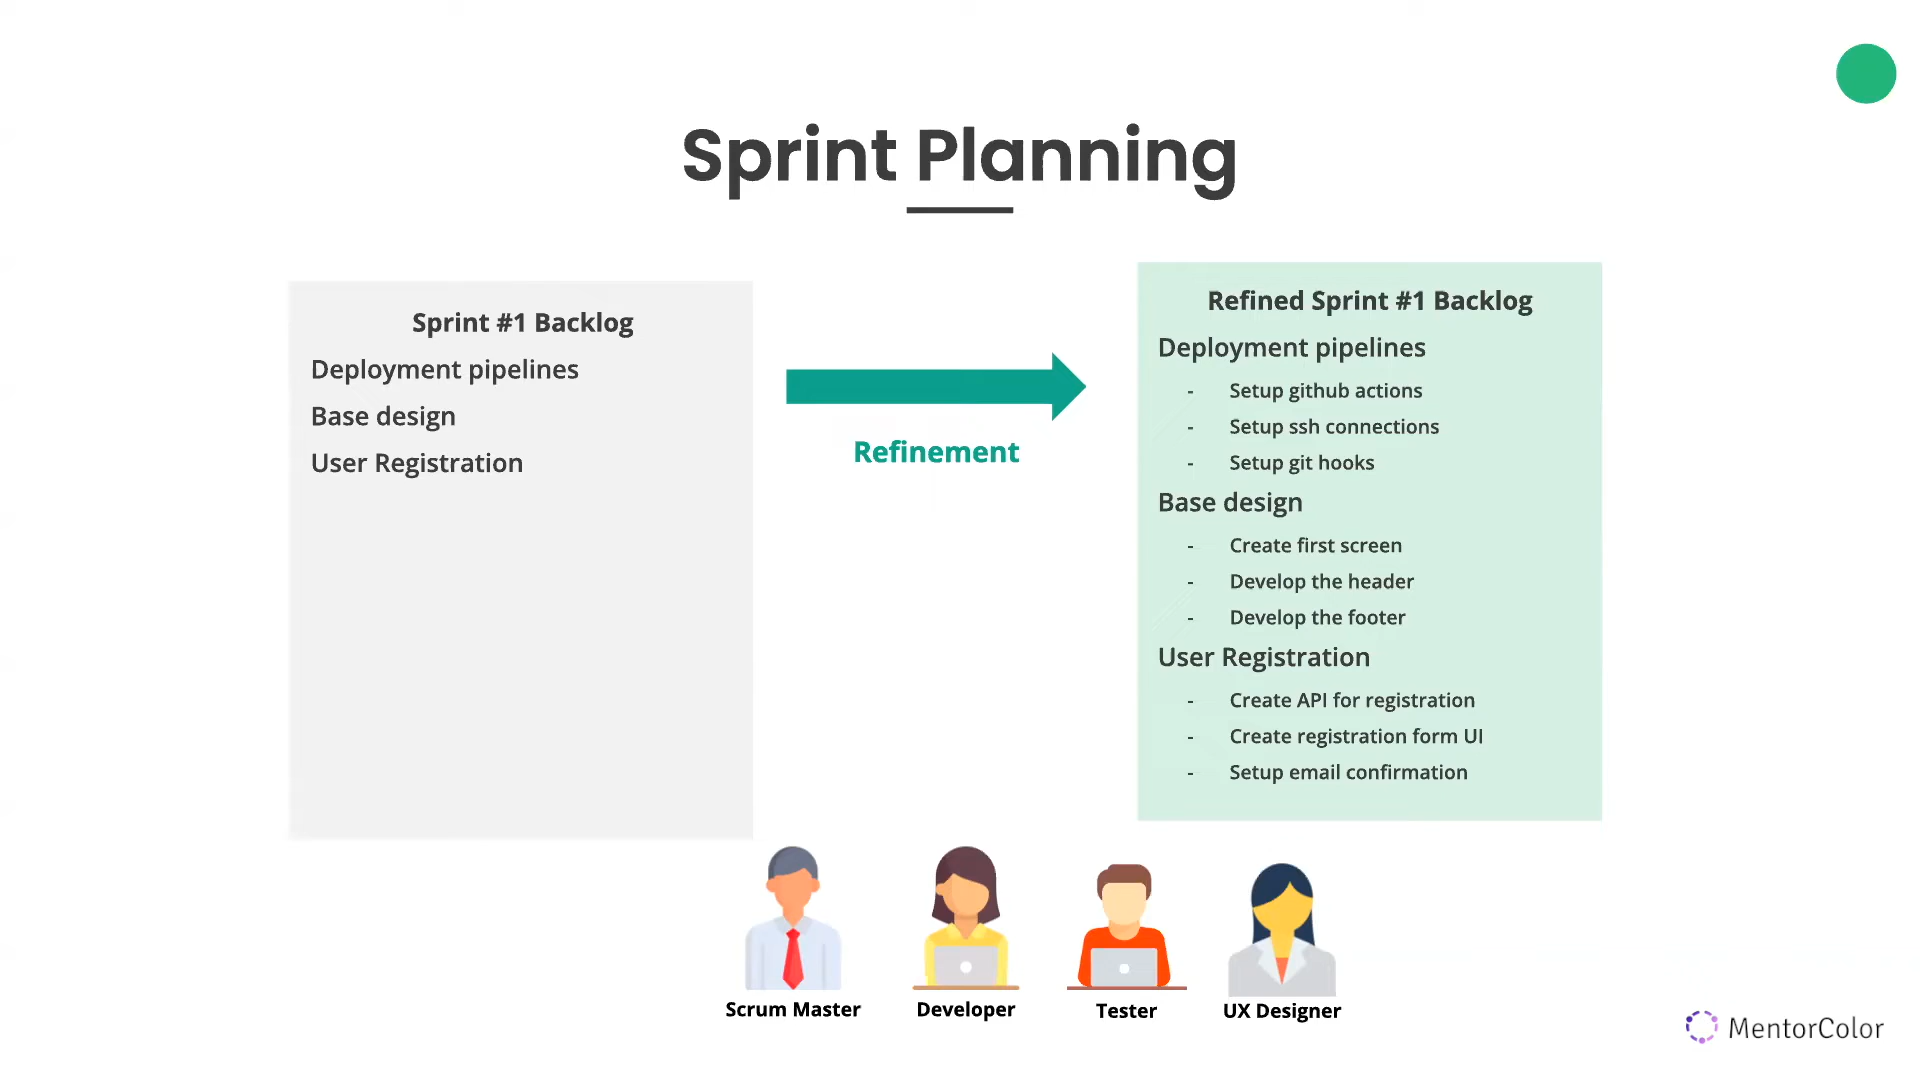 Sprint Planning
Sprint #1 Backlog
Deployment pipelines
Base design
User Registration
Refinement
Refined Sprint #1 Backlog
Deployment pipelines
- Setup github actions
- Setup ssh connections
- Setup git hooks
Base design
- Create first screen
- Develop the header
- Develop the footer
User Registration
- Create API for registration
- Create registration form UI
- Setup email confirmation
Scrum Master
Developer
Tester
UX Designer
MentorColor